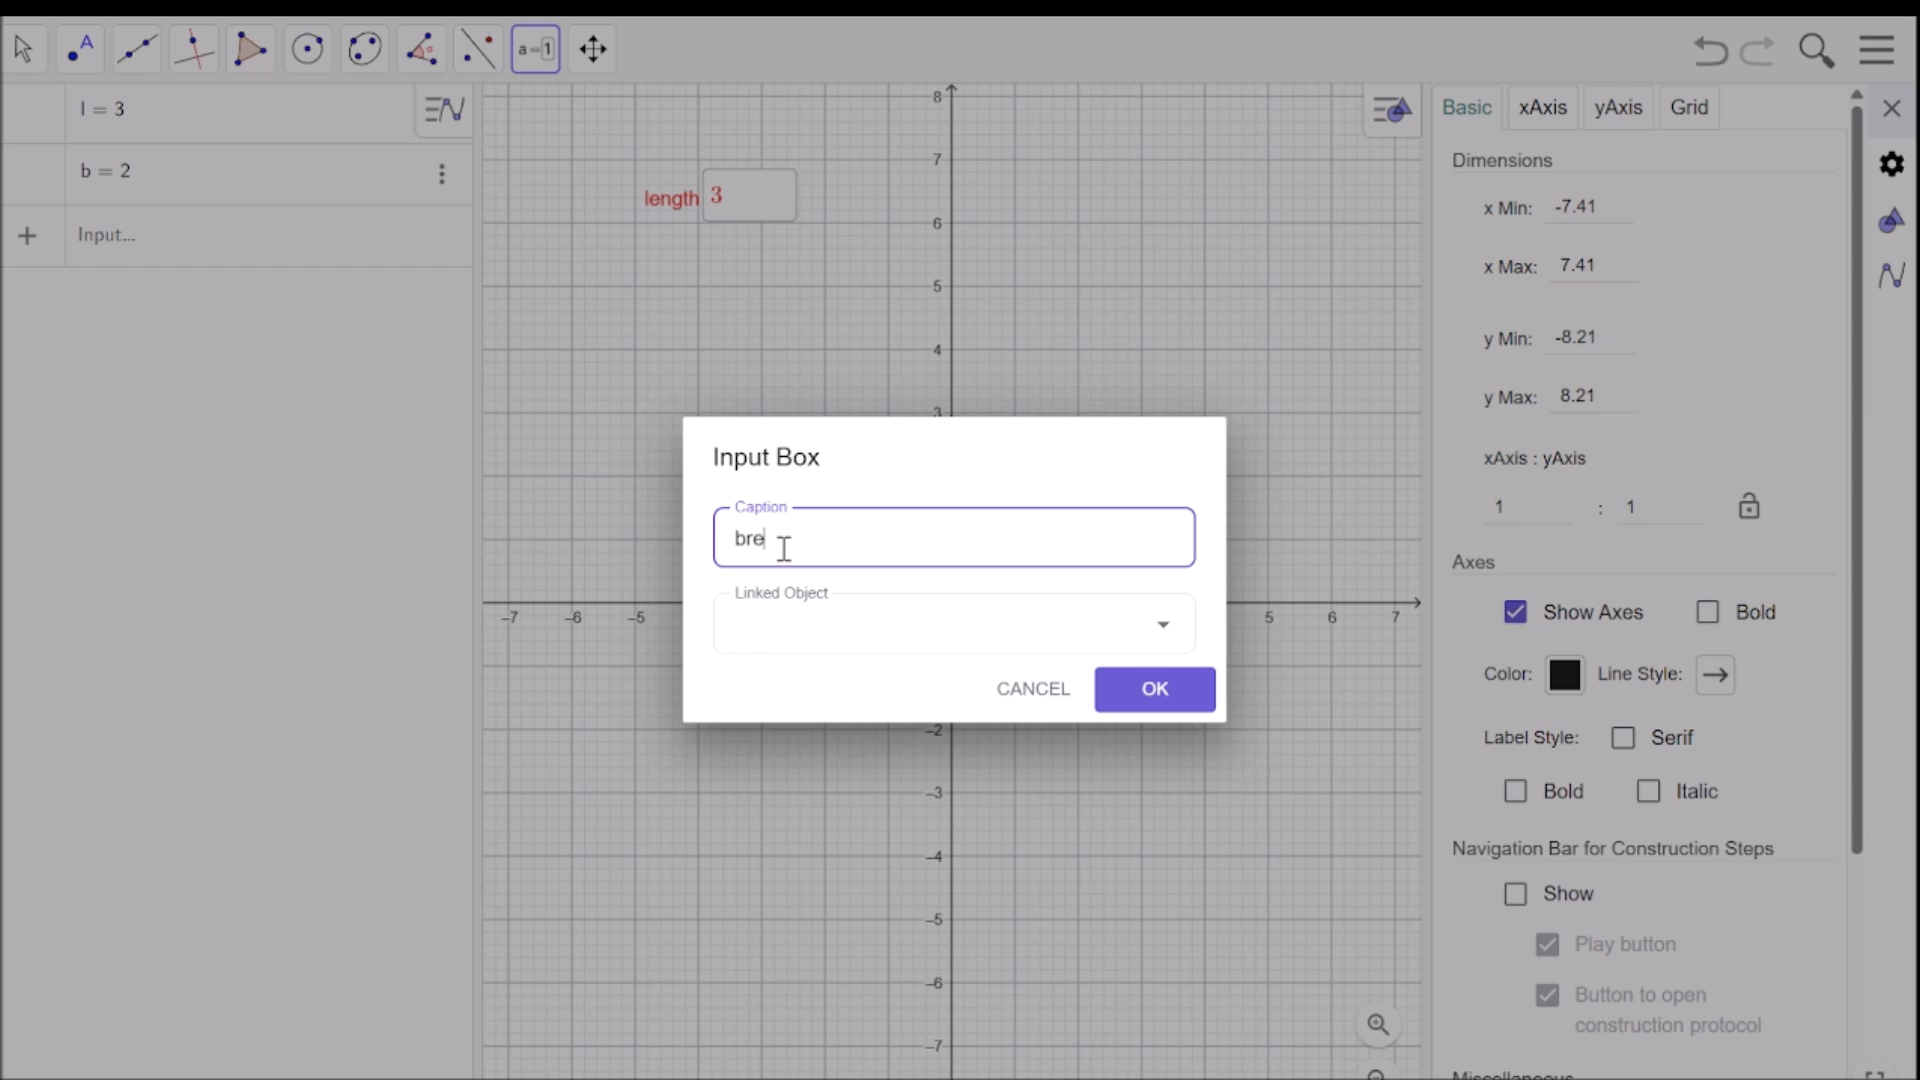 A
a=1
l = 3
b = 2
Input...
length 3
8
7
6
5
4
3
-7 -6 -5
5 6 7
-2
-3
-4
-5
-6
-7
Input Box
Caption
bre
Linked Object
CANCEL OK
Basic xAxis yAxis Grid
Dimensions
x Min: -7.41
x Max: 7.41
y Min: -8.21
y Max: 8.21
xAxis : yAxis
1 : 1
Axes
Show Axes Bold
Color: Line Style:
Label Style: Serif
Bold Italic
Navigation Bar for Construction Steps
Show
Play button
Button to open
construction protocol
Miscellaneous